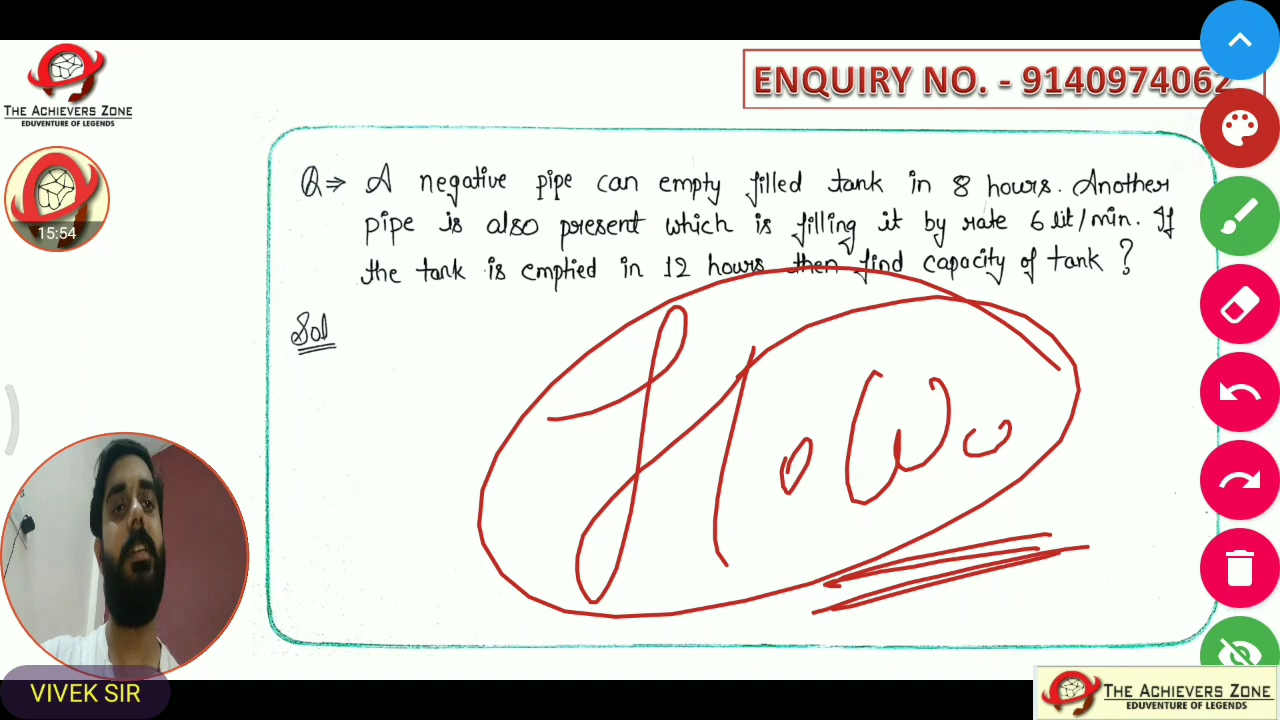 THE ACHIEVERS ZONE
EDUVENTURE OF LEGENDS
ENQUIRY NO. - 9140974062
15:54
Q⇒ A negative pipe can empty filled tank in 8 hours. Another
pipe is also present which is filling it by rate 6 lit/min. If
the tank is emptied in 12 hours then find capacity of tank ?
Sol
H.W.
VIVEK SIR
THE ACHIEVERS ZONE
EDUVENTURE OF LEGENDS